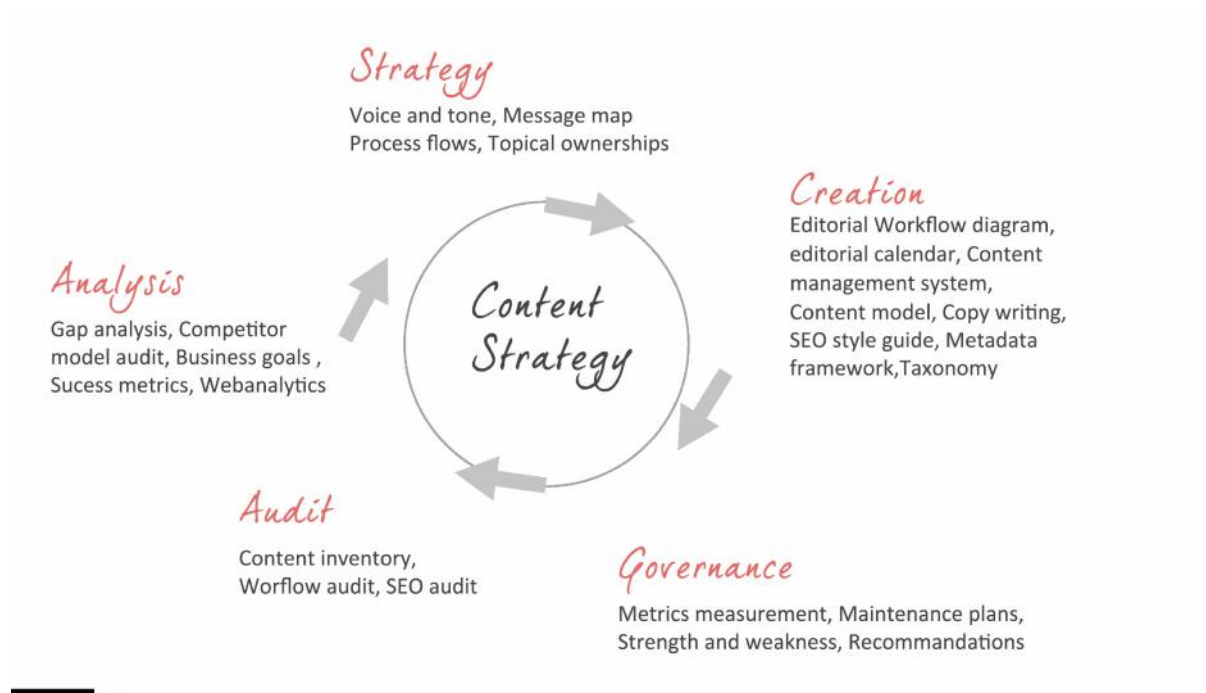 Strategy
Voice and tone, Message map
Process flows, Topical ownerships
Creation
Editorial Workflow diagram,
editorial calendar, Content
management system,
Content model, Copy writing,
SEO style guide, Metadata
framework,Taxonomy
Analysis
Gap analysis, Competitor
model audit, Business goals ,
Sucess metrics, Webanalytics
Content
Strategy
Audit
Content inventory,
Worflow audit, SEO audit
Governance
Metrics measurement, Maintenance plans,
Strength and weakness, Recommandations